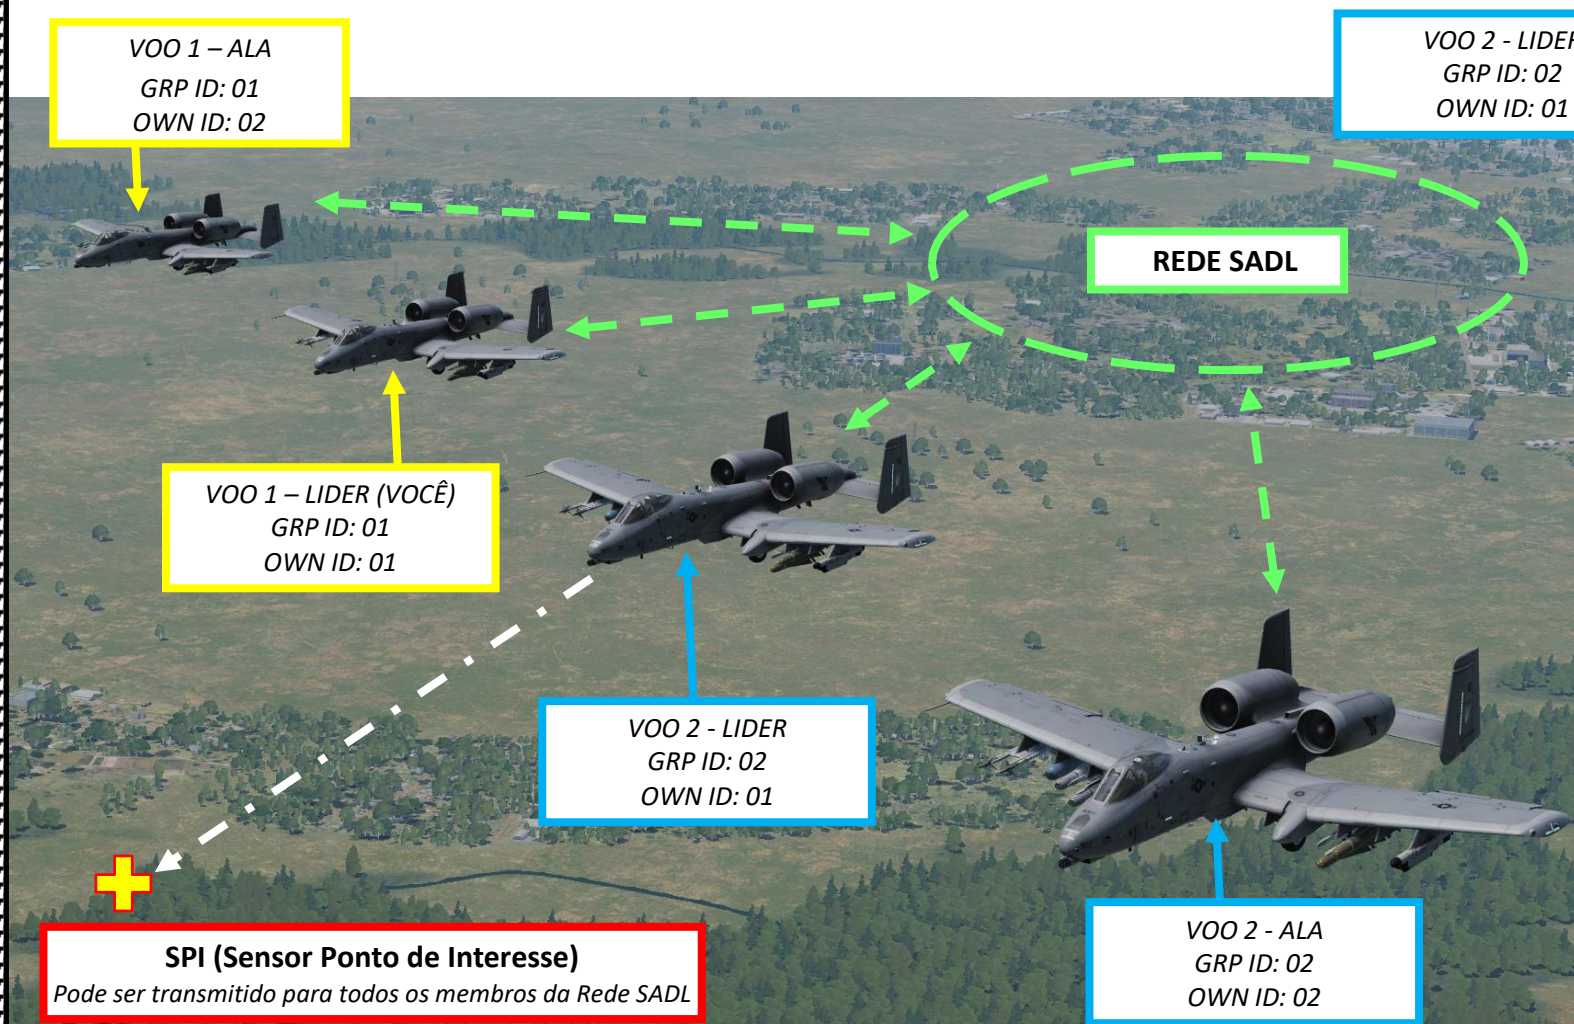 VOO 1 – ALA
GRP ID: 01
OWN ID: 02
VOO 2 - LIDER
GRP ID: 02
OWN ID: 01
REDE SADL
VOO 1 – LIDER (VOCÊ)
GRP ID: 01
OWN ID: 01
VOO 2 - LIDER
GRP ID: 02
OWN ID: 01
VOO 2 - ALA
GRP ID: 02
OWN ID: 02
SPI (Sensor Ponto de Interesse)
Pode ser transmitido para todos os membros da Rede SADL